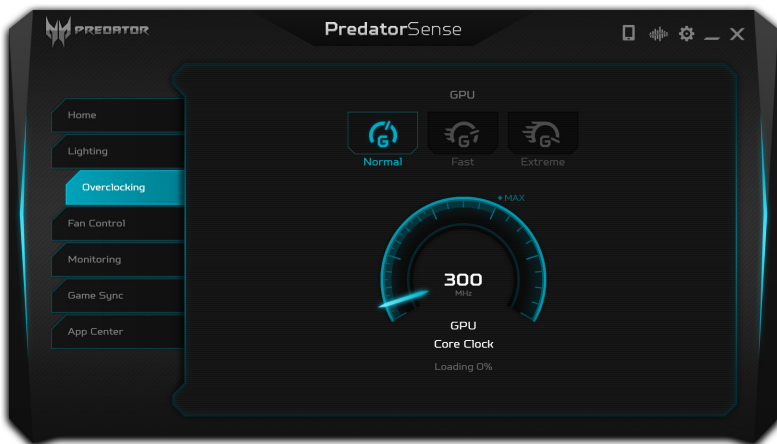 PREDATOR
PredatorSense
Home
Lighting
Overclocking
Fan Control
Monitoring
Game Sync
App Center
GPU
G
Normal
G
Fast
G
Extreme
MAX
300
MHz
GPU
Core Clock
Loading 0%